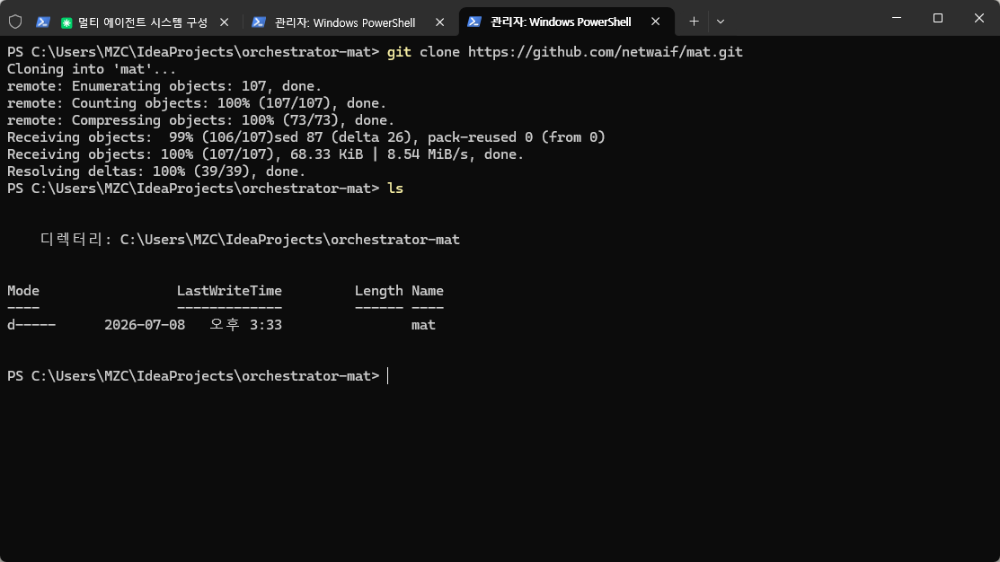 멀티 에이전트 시스템 구성 관리자: Windows PowerShell 관리자: Windows PowerShell
PS C:\Users\MZC\IdeaProjects\orchestrator-mat> git clone https://github.com/netwaif/mat.git
Cloning into 'mat'...
remote: Enumerating objects: 107, done.
remote: Counting objects: 100% (107/107), done.
remote: Compressing objects: 100% (73/73), done.
Receiving objects:  99% (106/107)sed 87 (delta 26), pack-reused 0 (from 0)
Receiving objects: 100% (107/107), 68.33 KiB | 8.54 MiB/s, done.
Resolving deltas: 100% (39/39), done.
PS C:\Users\MZC\IdeaProjects\orchestrator-mat> ls
디렉터리: C:\Users\MZC\IdeaProjects\orchestrator-mat
Mode                 LastWriteTime         Length Name
----                 -------------         ------ ----
d-----      2026-07-08   오후 3:33                mat
PS C:\Users\MZC\IdeaProjects\orchestrator-mat>